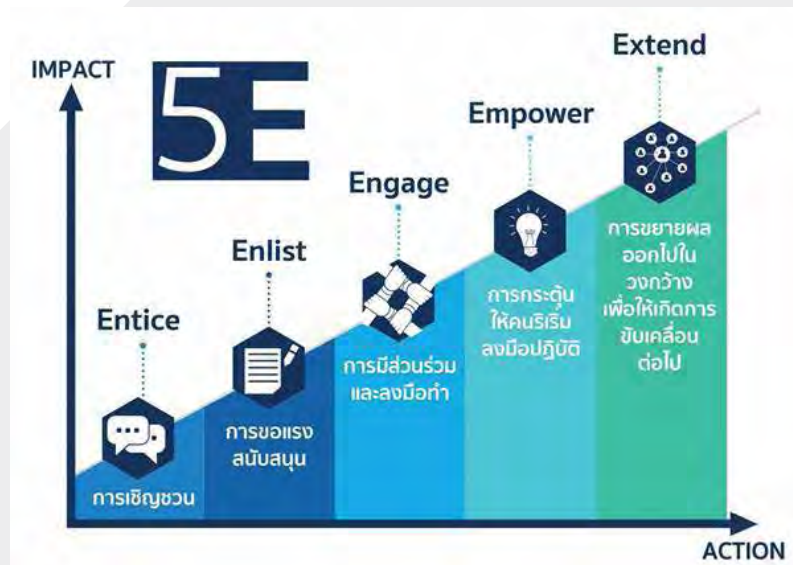 IMPACT
5E
Entice
การเชิญชวน
Enlist
การขอแรง
สนับสนุน
Engage
การมีส่วนร่วม
และลงมือทำ
Empower
การกระตุ้น
ให้คนริเริ่ม
ลงมือปฏิบัติ
Extend
การขยายผล
ออกไปใน
วงกว้าง
เพื่อให้เกิดการ
ขับเคลื่อน
ต่อไป
ACTION